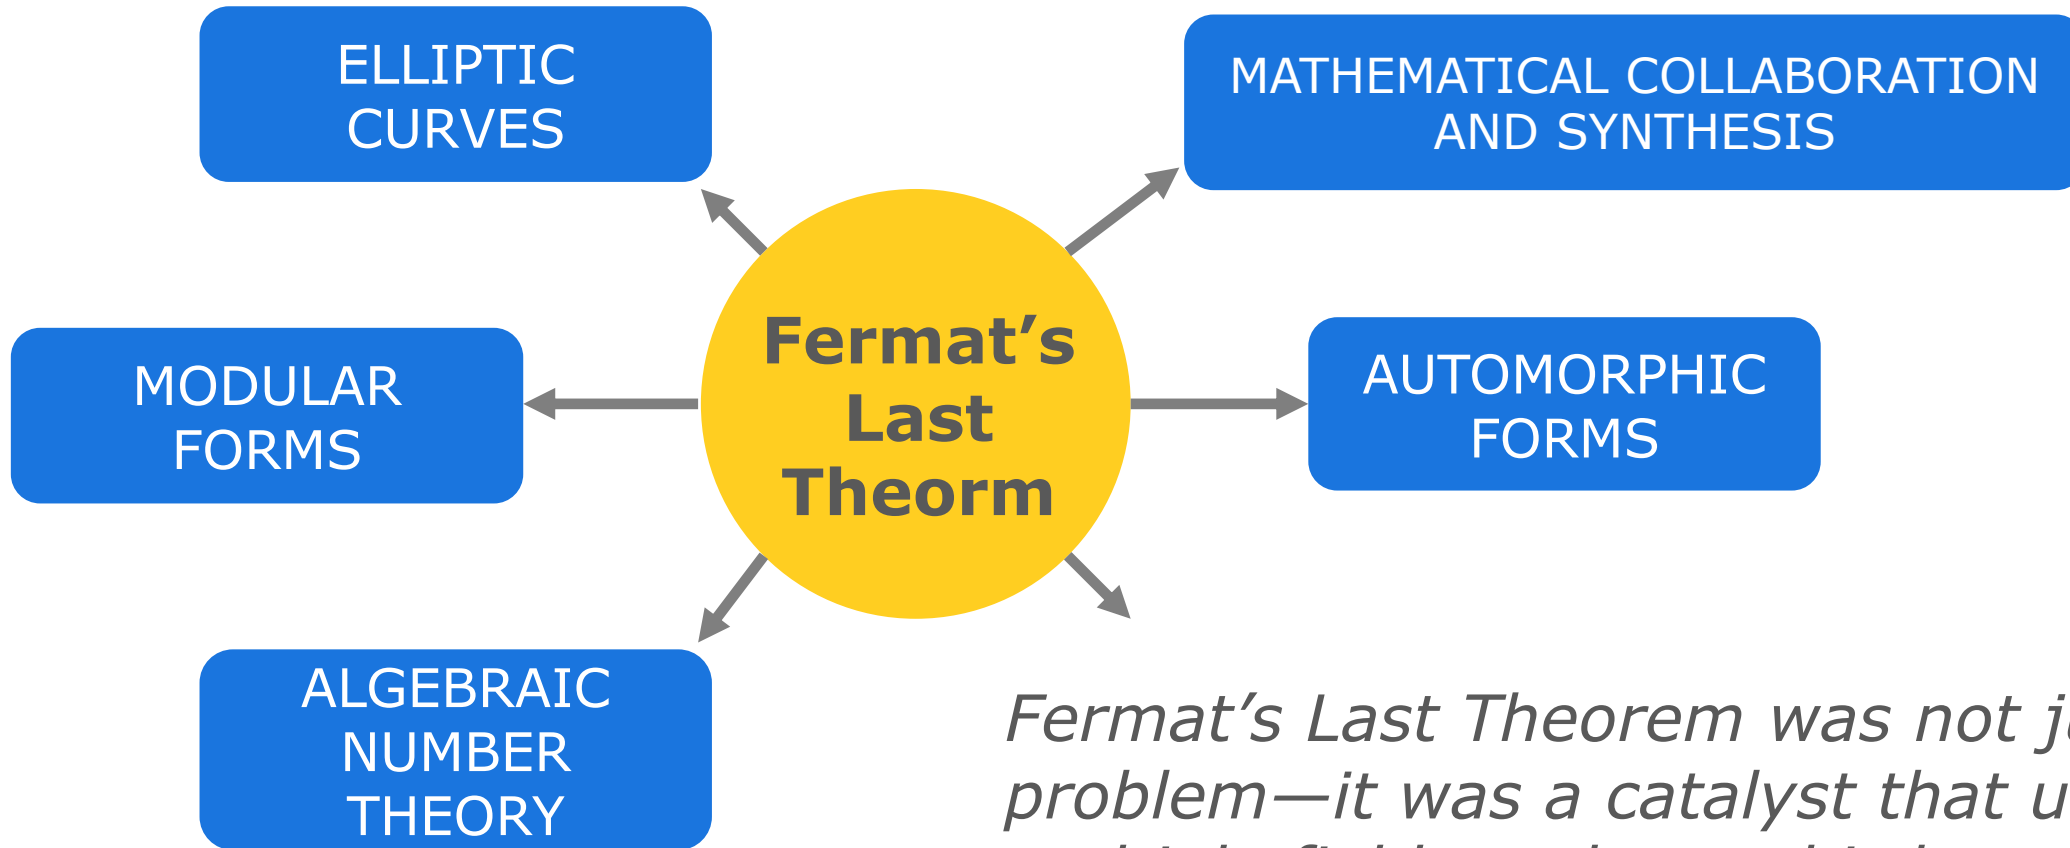 ELLIPTIC
CURVES
MATHEMATICAL COLLABORATION
AND SYNTHESIS
MODULAR
FORMS
Fermat’s
Last
Theorm
AUTOMORPHIC
FORMS
ALGEBRAIC
NUMBER
THEORY
Fermat’s Last Theorem was not
problem—it was a catalyst that